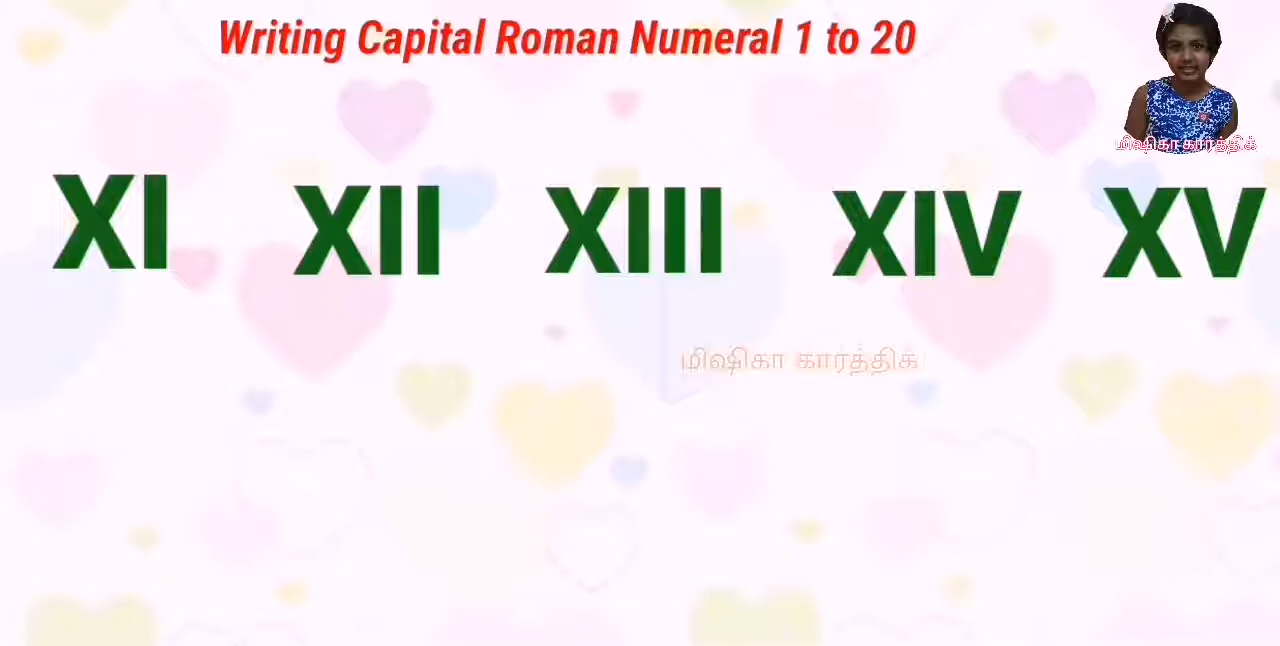 Writing Capital Roman Numeral 1 to 20
மிஷிகா கார்த்திக்
XI XII XIII XIV XV
மிஷிகா கார்த்திக்